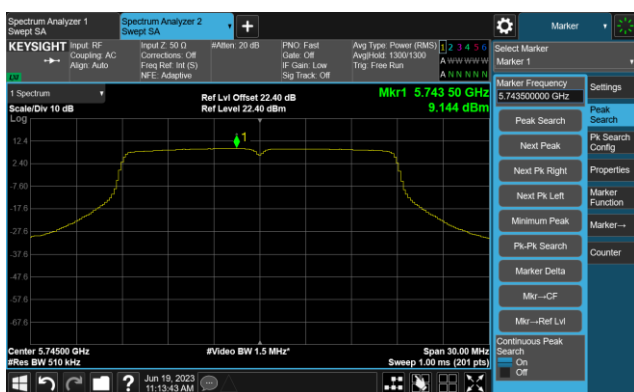 Spectrum Analyzer 1
Swept SA
Spectrum Analyzer 2
Swept SA
+
Marker
KEYSIGHT
Input: RF
Coupling: AC
Align: Auto
Input Z: 50 Ω
Corrections: Off
Freq Ref: Int (S)
NFE: Adaptive
#Atten: 20 dB
PNO: Fast
Gate: Off
IF Gain: Low
Sig Track: Off
Avg Type: Power (RMS)
Avg|Hold: 1300/1300
Trig: Free Run
1 2 3 4 5 6
A W W W W W
A N N N N N
LXI
Select Marker
Marker 1
1 Spectrum
Scale/Div 10 dB
Log
Ref Lvl Offset 22.40 dB
Ref Level 22.40 dBm
Mkr1 5.743 50 GHz
9.144 dBm
1
12.4
2.40
-7.60
-17.6
-27.6
-37.6
-47.6
-57.6
-67.6
Center 5.74500 GHz
#Res BW 510 kHz
#Video BW 1.5 MHz*
Span 30.00 MHz
Sweep 1.00 ms (201 pts)
Marker Frequency
5.743500000 GHz
Peak Search
Next Peak
Next Pk Right
Next Pk Left
Minimum Peak
Pk-Pk Search
Marker Delta
Mkr→CF
Mkr→Ref Lvl
Continuous Peak
Search
On
Off
Settings
Peak
Search
Pk Search
Config
Properties
Marker
Function
Marker→
Counter
?
Jun 19, 2023
11:13:43 AM